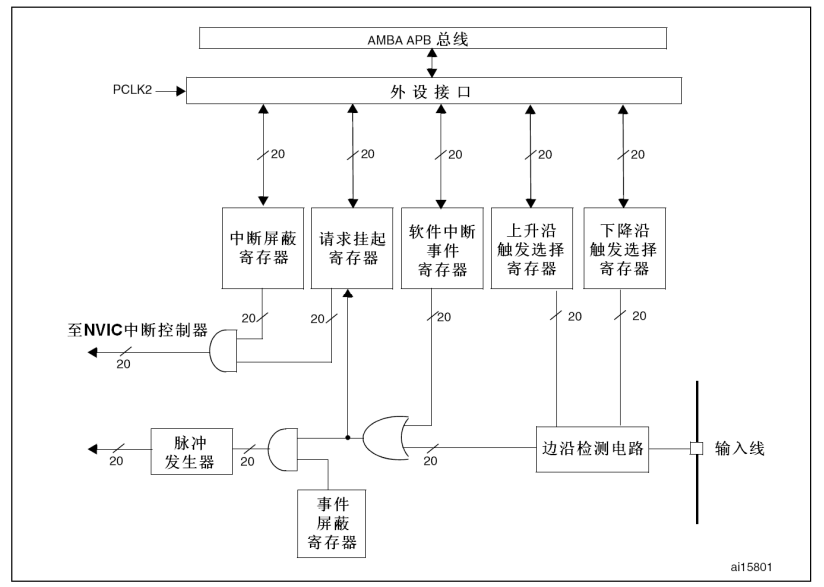 AMBA APB 总线
PCLK2
外设接口
20 20 20 20 20
中断屏蔽
寄存器
请求挂起
寄存器
软件中断
事件
寄存器
上升沿
触发选择
寄存器
下降沿
触发选择
寄存器
20 20 20 20 20
至NVIC中断控制器
20
脉冲
发生器
边沿检测电路
输入线
20 20 20
事件
屏蔽
寄存器
ai15801